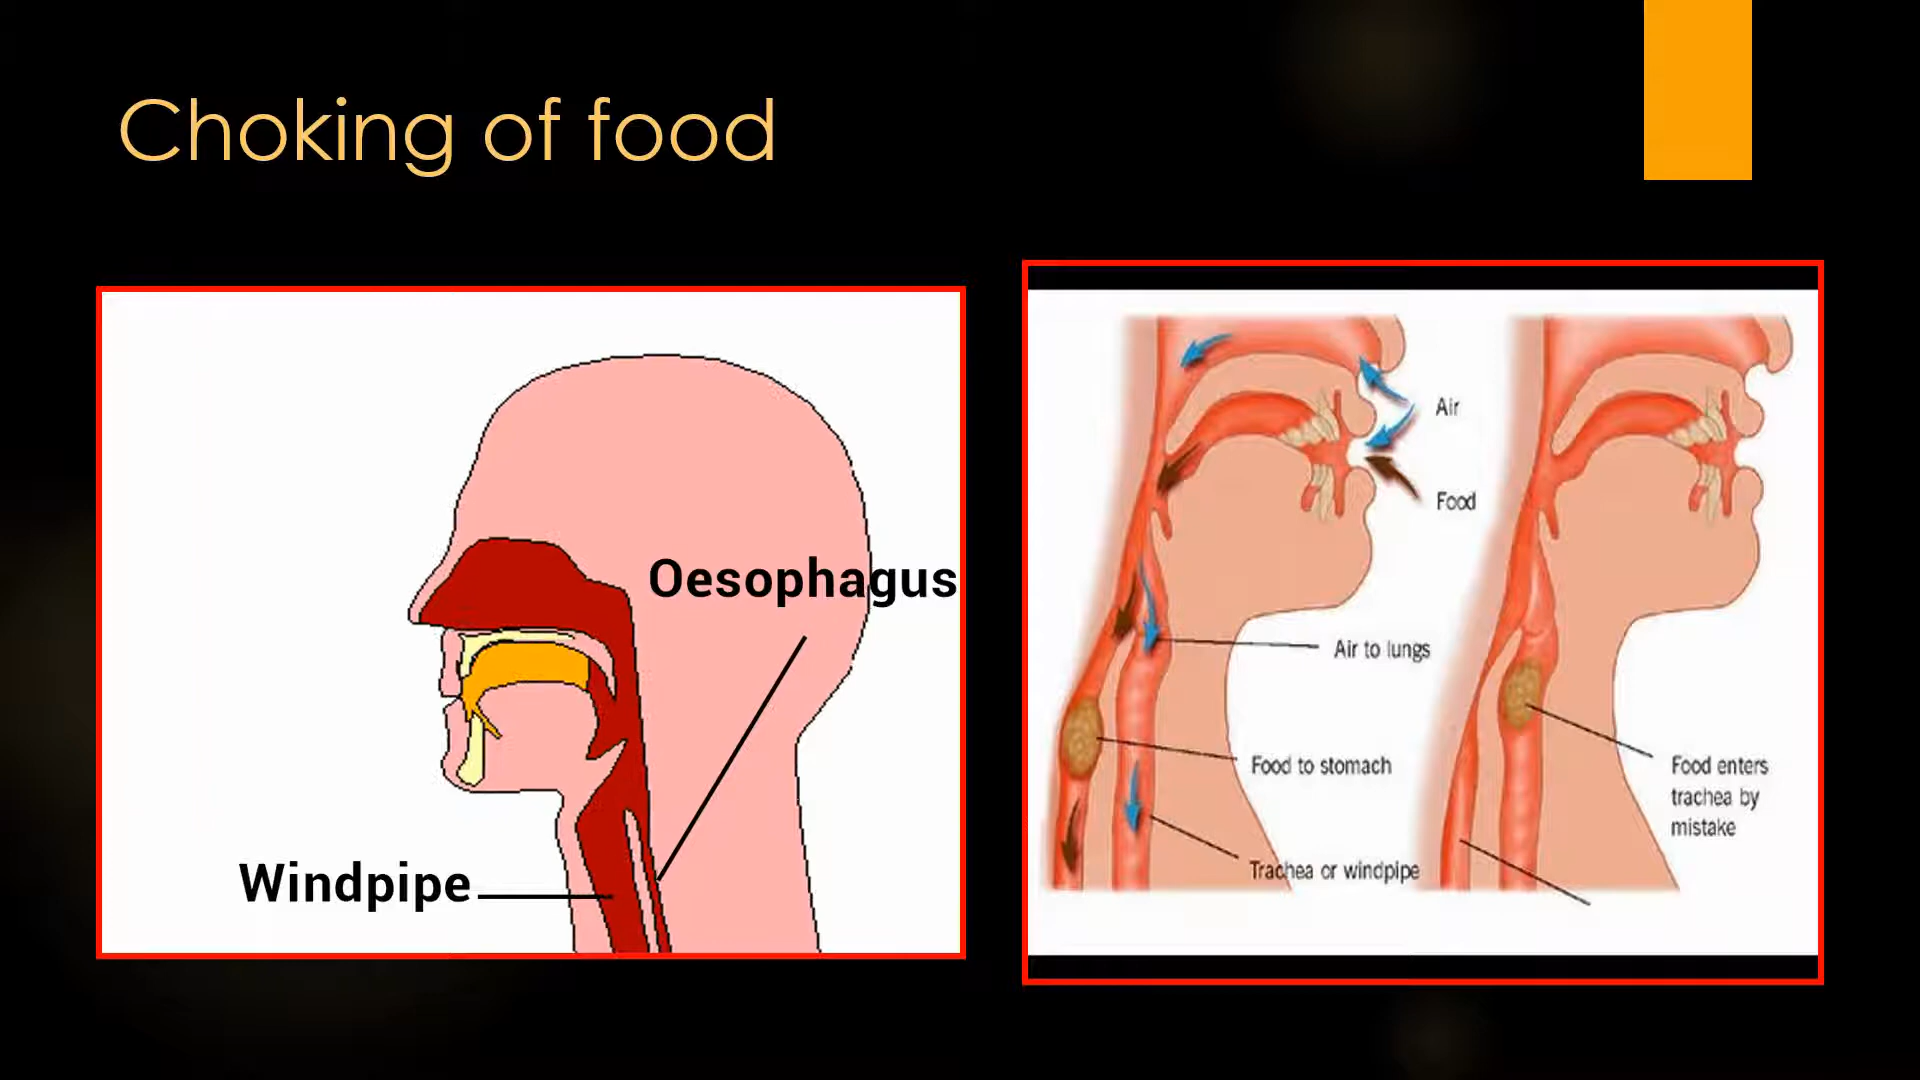 Choking of food
Oesophagus
Windpipe
Air
Food
Air to lungs
Food to stomach
Trachea or windpipe
Food enters
trachea by
mistake